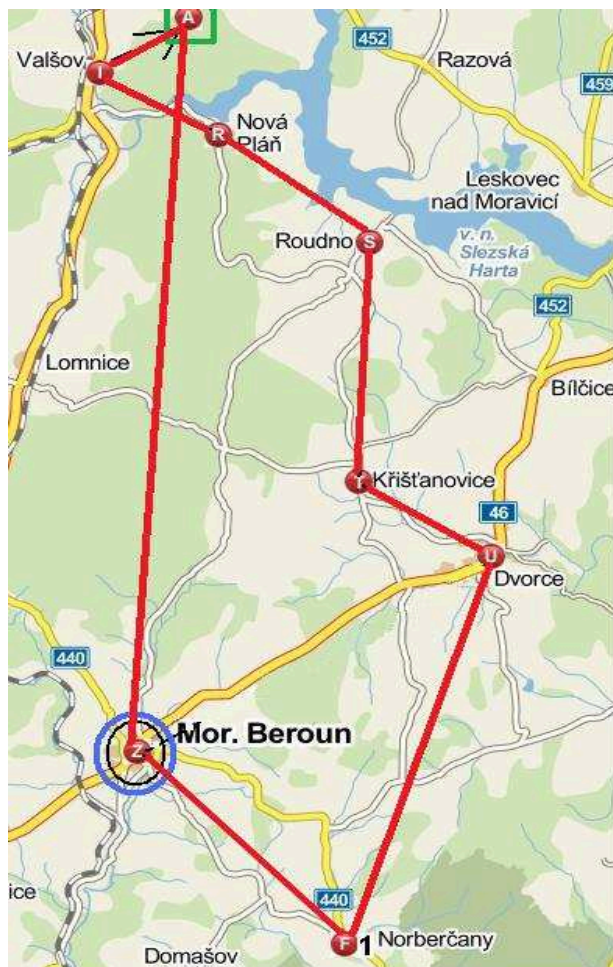 A
452
Valšov
I
Razová
459
R
Nová
Pláň
Leskovec
nad Moravicí
Roudno
S
v. n.
Slezská
Harta
452
Lomnice
Bílčice
Křišťanovice
46
U
Dvorce
440
Mor. Beroun
Z
440
ice
F
1
Norberčany
Domašov